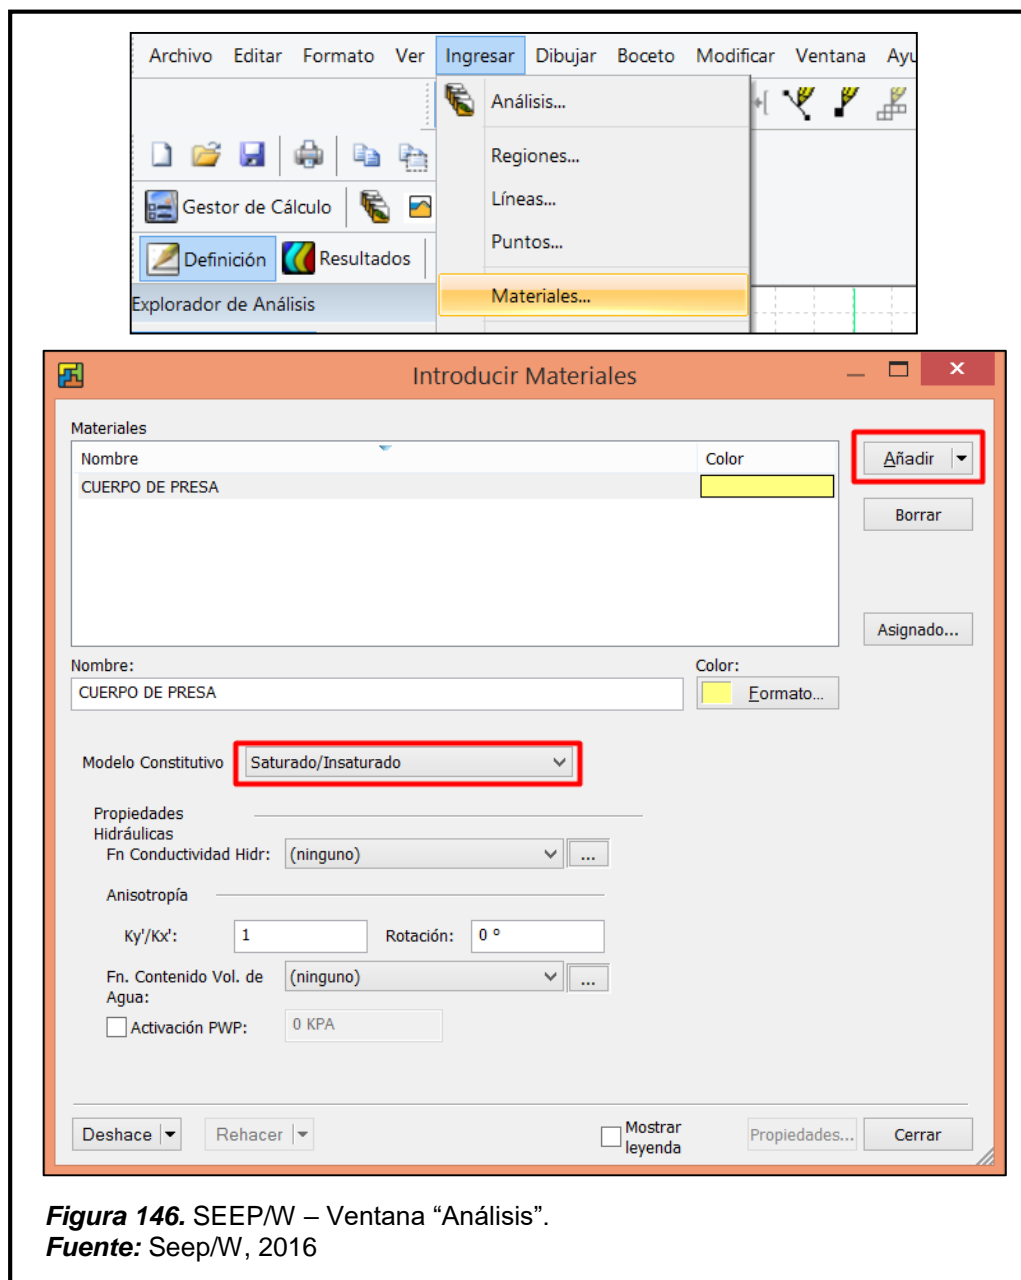 Archivo Editar Formato Ver Ingresar Dibujar Boceto Modificar Ventana Ayu
Análisis...
Regiones...
Gestor de Cálculo
Líneas...
Puntos...
Definición Resultados
Materiales...
Explorador de Análisis
Introducir Materiales
Materiales
Nombre Color
Añadir
CUERPO DE PRESA
Borrar
Asignado...
Nombre: Color:
CUERPO DE PRESA Formato...
Modelo Constitutivo Saturado/Insaturado
Propiedades
Hidráulicas
Fn Conductividad Hidr: (ninguno) ...
Anisotropía
Ky'/Kx': 1 Rotación: 0 º
Fn. Contenido Vol. de
Agua: (ninguno) ...
Activación PWP: 0 KPA
Deshace Rehacer Mostrar
leyenda Propiedades... Cerrar
Figura 146. SEEP/W – Ventana “Análisis”.
Fuente: Seep/W, 2016